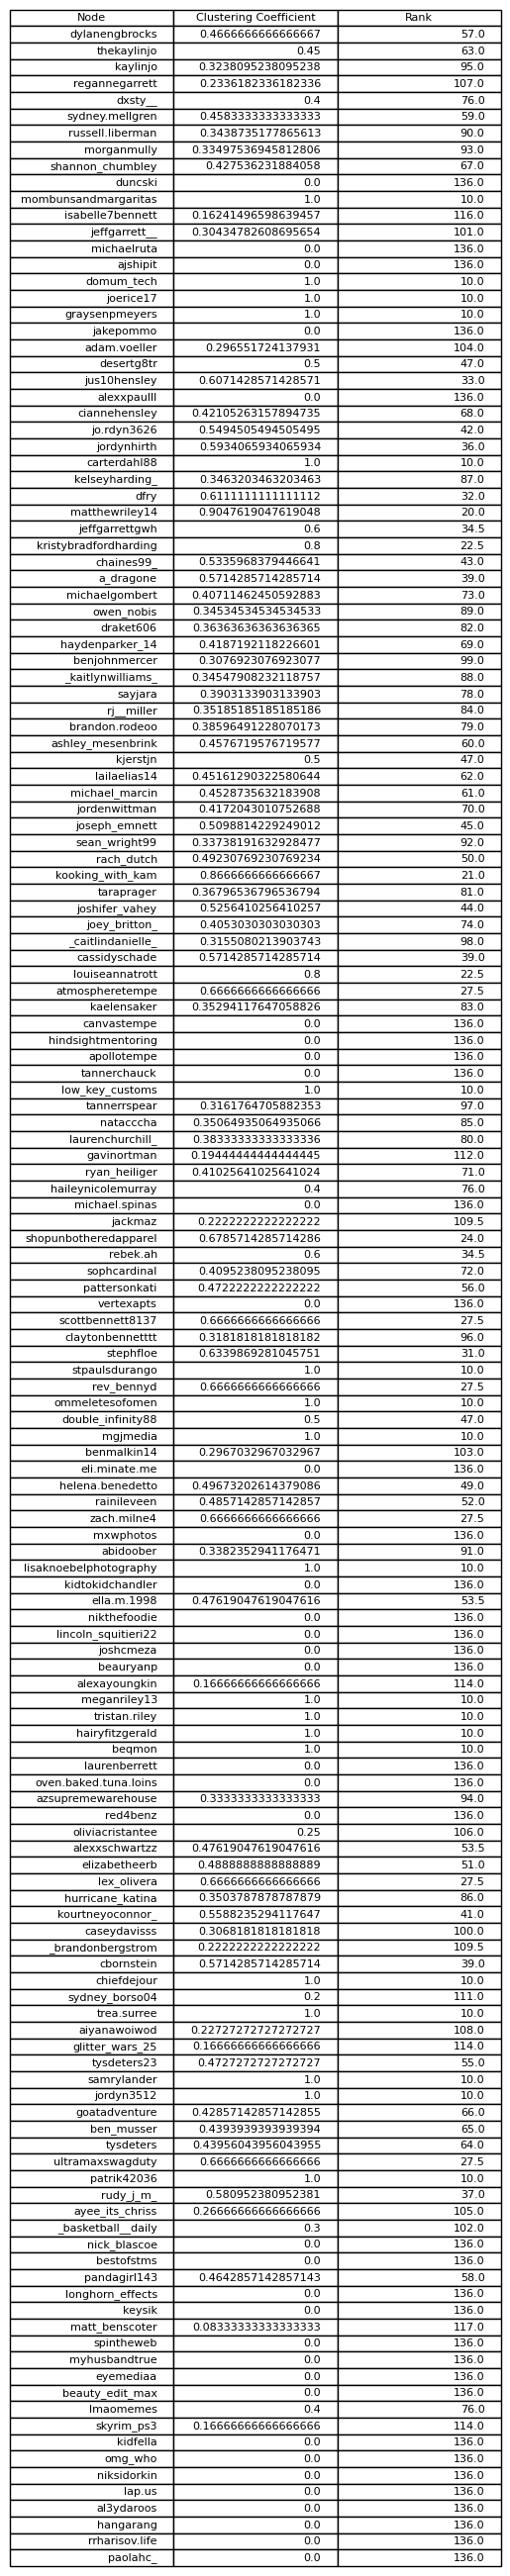 Node Clustering Coefficient Rank
dylanengbrocks 0.4666666666666667 57.0
thekaylinjo 0.45 63.0
kaylinjo 0.3238095238095238 95.0
regannegarrett 0.2336182336182336 107.0
dxsty__ 0.4 76.0
sydney.mellgren 0.4583333333333333 59.0
russell.liberman 0.3438735177865613 90.0
morganmully 0.33497536945812806 93.0
shannon_chumbley 0.427536231884058 67.0
duncski 0.0 136.0
mombunsandmargaritas 1.0 10.0
isabelle7bennett 0.16241496598639457 116.0
jeffgarrett__ 0.30434782608695654 101.0
michaelruta 0.0 136.0
ajshipit 0.0 136.0
domum_tech 1.0 10.0
joerice17 1.0 10.0
graysenpmeyers 1.0 10.0
jakepommo 0.0 136.0
adam.voeller 0.296551724137931 104.0
desertg8tr 0.5 47.0
jus10hensley 0.6071428571428571 33.0
alexxpaulll 0.0 136.0
ciannehensley 0.42105263157894735 68.0
jo.rdyn3626 0.5494505494505495 42.0
jordynhirth 0.5934065934065934 36.0
carterdahl88 1.0 10.0
kelseyharding_ 0.3463203463203463 87.0
dfry 0.6111111111111112 32.0
matthewriley14 0.9047619047619048 20.0
jeffgarrettgwh 0.6 34.5
kristybradfordharding 0.8 22.5
chaines99_ 0.5335968379446641 43.0
a_dragone 0.5714285714285714 39.0
michaelgombert 0.40711462450592883 73.0
owen_nobis 0.34534534534534533 89.0
draket606 0.36363636363636365 82.0
haydenparker_14 0.4187192118226601 69.0
benjohnmercer 0.3076923076923077 99.0
_kaitlynwilliams_ 0.34547908232118757 88.0
sayjara 0.3903133903133903 78.0
rj__miller 0.35185185185185186 84.0
brandon.rodeoo 0.38596491228070173 79.0
ashley_mesenbrink 0.4576719576719577 60.0
kjerstjn 0.5 47.0
lailaelias14 0.45161290322580644 62.0
michael_marcin 0.4528735632183908 61.0
jordenwittman 0.4172043010752688 70.0
joseph_emnett 0.5098814229249012 45.0
sean_wright99 0.33738191632928477 92.0
rach_dutch 0.49230769230769234 50.0
kooking_with_kam 0.8666666666666667 21.0
taraprager 0.36796536796536794 81.0
joshifer_vahey 0.5256410256410257 44.0
joey_britton_ 0.4053030303030303 74.0
_caitlindanielle_ 0.3155080213903743 98.0
cassidyschade 0.5714285714285714 39.0
louiseannatrott 0.8 22.5
atmospheretempe 0.6666666666666666 27.5
kaelensaker 0.35294117647058826 83.0
canvastempe 0.0 136.0
hindsightmentoring 0.0 136.0
apollotempe 0.0 136.0
tannerchauck 0.0 136.0
low_key_customs 1.0 10.0
tannerrspear 0.3161764705882353 97.0
natacccha 0.35064935064935066 85.0
laurenchurchill_ 0.38333333333333336 80.0
gavinortman 0.19444444444444445 112.0
ryan_heiliger 0.41025641025641024 71.0
haileynicolemurray 0.4 76.0
michael.spinas 0.0 136.0
jackmaz 0.2222222222222222 109.5
shopunbotheredapparel 0.6785714285714286 24.0
rebek.ah 0.6 34.5
sophcardinal 0.4095238095238095 72.0
pattersonkati 0.4722222222222222 56.0
vertexapts 0.0 136.0
scottbennett8137 0.6666666666666666 27.5
claytonbennetttt 0.3181818181818182 96.0
stephfloe 0.6339869281045751 31.0
stpaulsdurango 1.0 10.0
rev_bennyd 0.6666666666666666 27.5
ommeletesofomen 1.0 10.0
double_infinity88 0.5 47.0
mgjmedia 1.0 10.0
benmalkin14 0.2967032967032967 103.0
eli.minate.me 0.0 136.0
helena.benedetto 0.49673202614379086 49.0
rainileveen 0.4857142857142857 52.0
zach.milne4 0.6666666666666666 27.5
mxwphotos 0.0 136.0
abidoober 0.3382352941176471 91.0
lisaknoebelphotography 1.0 10.0
kidtokidchandler 0.0 136.0
ella.m.1998 0.47619047619047616 53.5
nikthefoodie 0.0 136.0
lincoln_squitieri22 0.0 136.0
joshcmeza 0.0 136.0
beauryanp 0.0 136.0
alexayoungkin 0.16666666666666666 114.0
meganriley13 1.0 10.0
tristan.riley 1.0 10.0
hairyfitzgerald 1.0 10.0
beqmon 1.0 10.0
laurenberrett 0.0 136.0
oven.baked.tuna.loins 0.0 136.0
azsupremewarehouse 0.3333333333333333 94.0
red4benz 0.0 136.0
oliviacristantee 0.25 106.0
alexxschwartzz 0.47619047619047616 53.5
elizabetheerb 0.4888888888888889 51.0
lex_olivera 0.6666666666666666 27.5
hurricane_katina 0.3503787878787879 86.0
kourtneyoconnor_ 0.5588235294117647 41.0
caseydavisss 0.3068181818181818 100.0
_brandonbergstrom 0.2222222222222222 109.5
cbornstein 0.5714285714285714 39.0
chiefdejour 1.0 10.0
sydney_borso04 0.2 111.0
trea.surree 1.0 10.0
aiyanawoiwod 0.22727272727272727 108.0
glitter_wars_25 0.16666666666666666 114.0
tysdeters23 0.4727272727272727 55.0
samrylander 1.0 10.0
jordyn3512 1.0 10.0
goatadventure 0.42857142857142855 66.0
ben_musser 0.4393939393939394 65.0
tysdeters 0.43956043956043955 64.0
ultramaxswagduty 0.6666666666666666 27.5
patrik42036 1.0 10.0
rudy_j_m_ 0.580952380952381 37.0
ayee_its_chriss 0.26666666666666666 105.0
_basketball__daily 0.3 102.0
nick_blascoe 0.0 136.0
bestofstms 0.0 136.0
pandagirl143 0.4642857142857143 58.0
longhorn_effects 0.0 136.0
keysik 0.0 136.0
matt_benscoter 0.08333333333333333 117.0
spintheweb 0.0 136.0
myhusbandtrue 0.0 136.0
eyemediaa 0.0 136.0
beauty_edit_max 0.0 136.0
lmaomemes 0.4 76.0
skyrim_ps3 0.16666666666666666 114.0
kidfella 0.0 136.0
omg_who 0.0 136.0
niksidorkin 0.0 136.0
lap.us 0.0 136.0
al3ydaroos 0.0 136.0
hangarang 0.0 136.0
rrharisov.life 0.0 136.0
paolahc_ 0.0 136.0